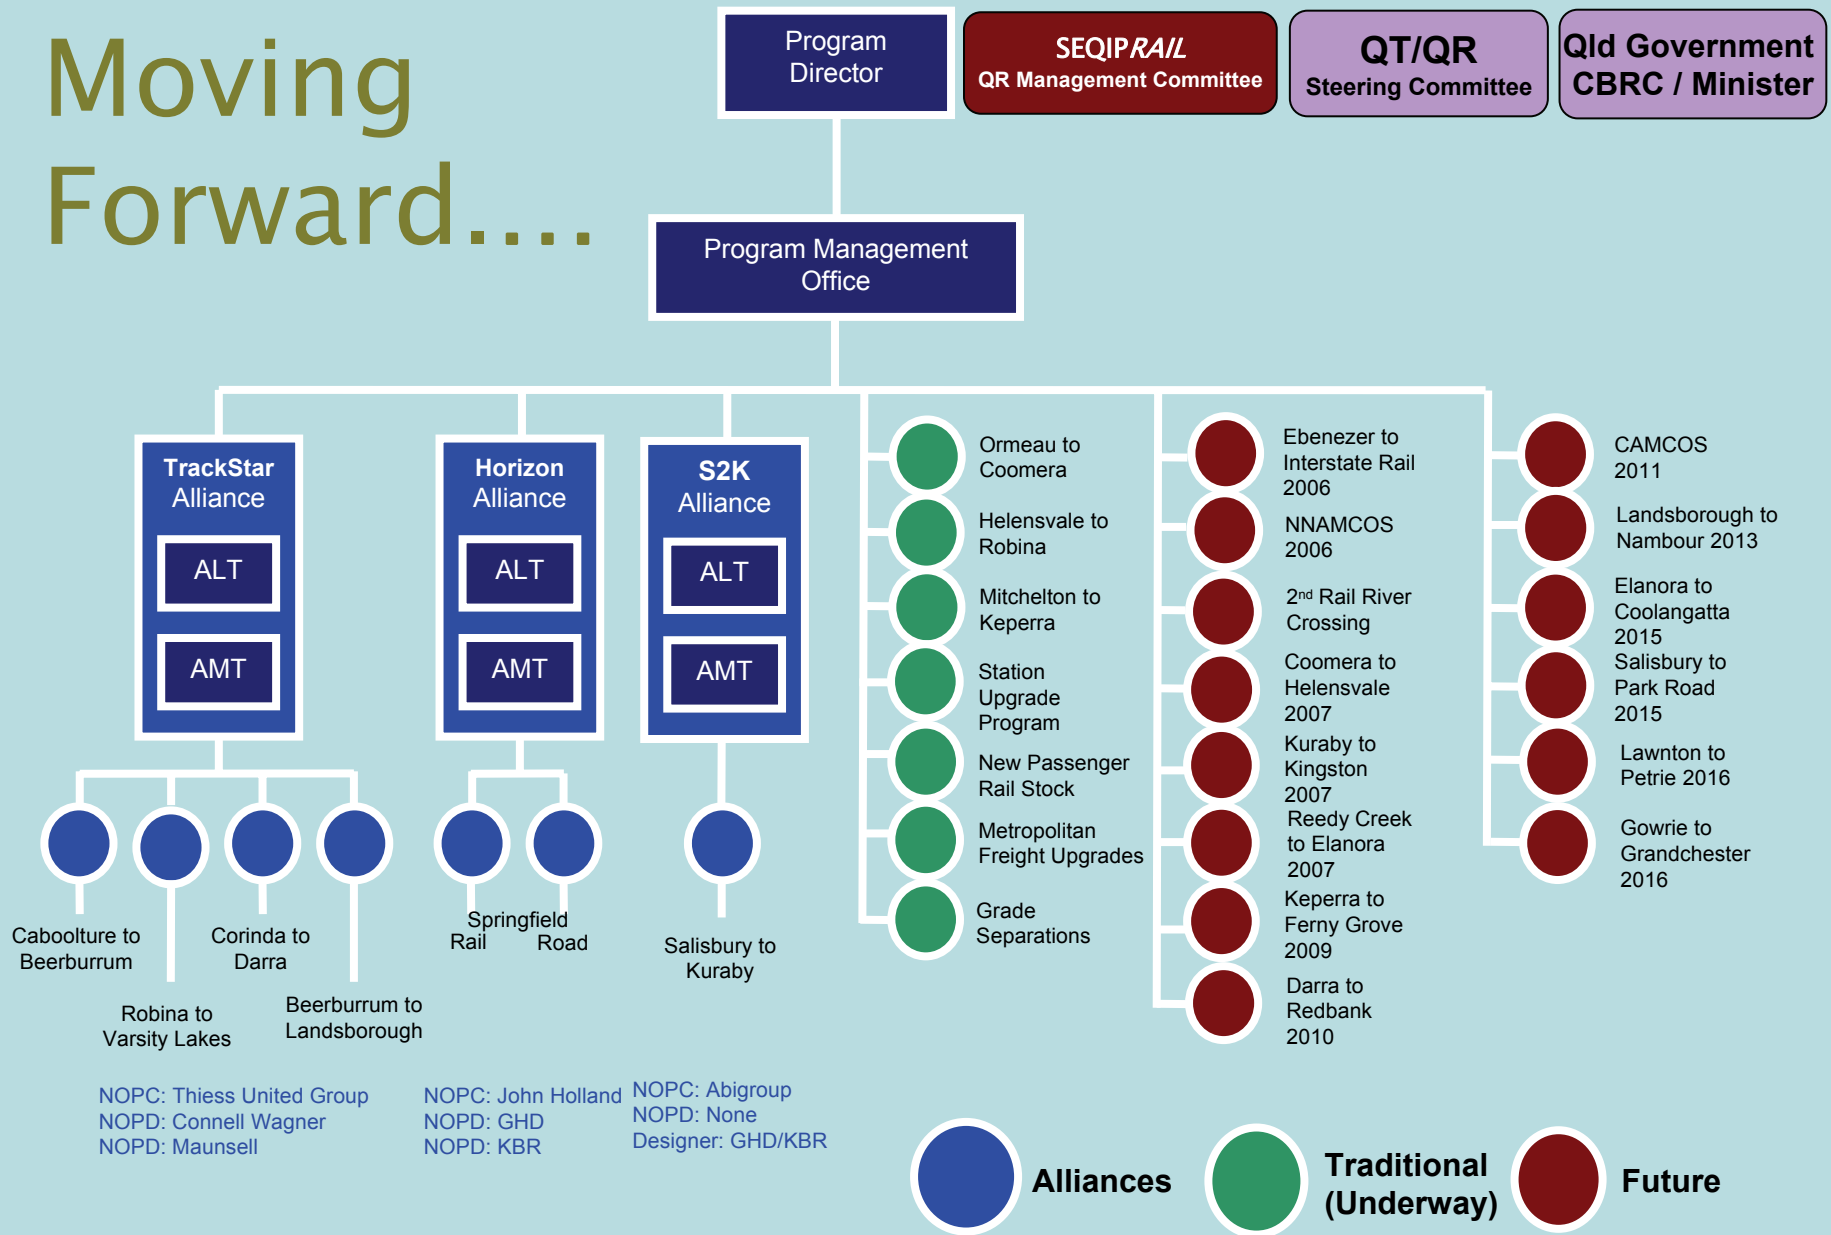 Moving
Forward....
Program
Director
SEQIPRAIL
QR Management Committee
QT/QR
Steering Committee
Qld Government
CBRC / Minister
Program Management
Office
TrackStar
Alliance
ALT
AMT
Horizon
Alliance
ALT
AMT
S2K
Alliance
ALT
AMT
Caboolture to
Beerburrum
Robina to
Varsity Lakes
Corinda to
Darra
Beerburrum to
Landsborough
Springfield
Rail
Road
Salisbury to
Kuraby
Ormeau to
Coomera
Helensvale to
Robina
Mitchelton to
Keperra
Station
Upgrade
Program
New Passenger
Rail Stock
Metropolitan
Freight Upgrades
Grade
Separations
Ebenezer to
Interstate Rail
2006
NNAMCOS
2006
2nd Rail River
Crossing
Coomera to
Helensvale
2007
Kuraby to
Kingston
2007
Reedy Creek
to Elanora
2007
Keperra to
Ferny Grove
2009
Darra to
Redbank
2010
CAMCOS
2011
Landsborough to
Nambour 2013
Elanora to
Coolangatta
2015
Salisbury to
Park Road
2015
Lawnton to
Petrie 2016
Gowrie to
Grandchester
2016
NOPC: Thiess United Group
NOPD: Connell Wagner
NOPD: Maunsell
NOPC: John Holland
NOPD: GHD
NOPD: KBR
NOPC: Abigroup
NOPD: None
Designer: GHD/KBR
Alliances
Traditional
(Underway)
Future